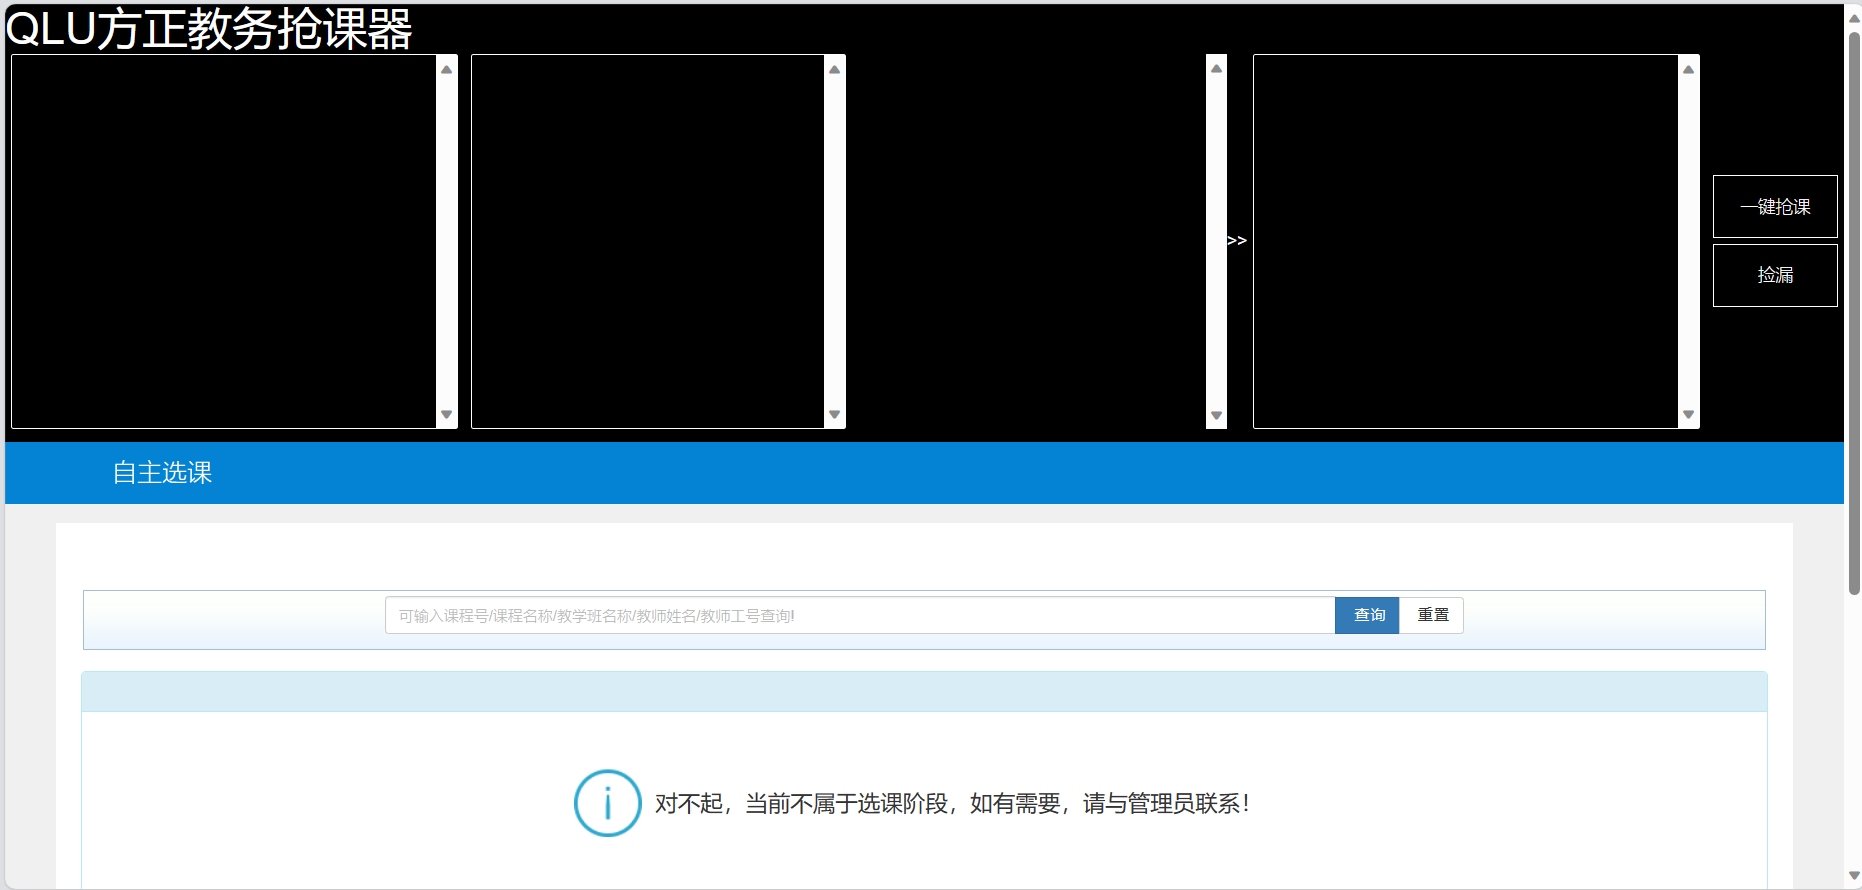 QLU方正教务抢课器
>>
一键抢课
捡漏
自主选课
可输入课程号/课程名称/教学班名称/教师姓名/教师工号查询!
查询
重置
对不起，当前不属于选课阶段，如有需要，请与管理员联系！